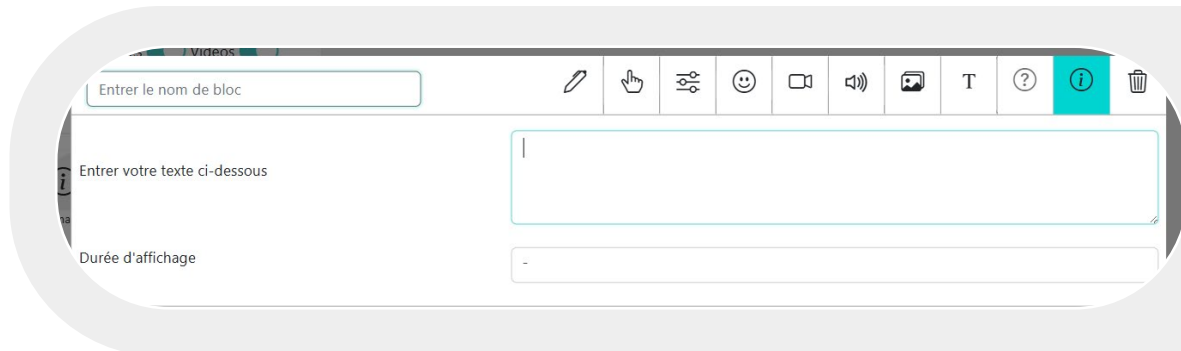 Vidéos
Entrer le nom de bloc
T
?
i
Entrer votre texte ci-dessous
i
Durée d'affichage
-